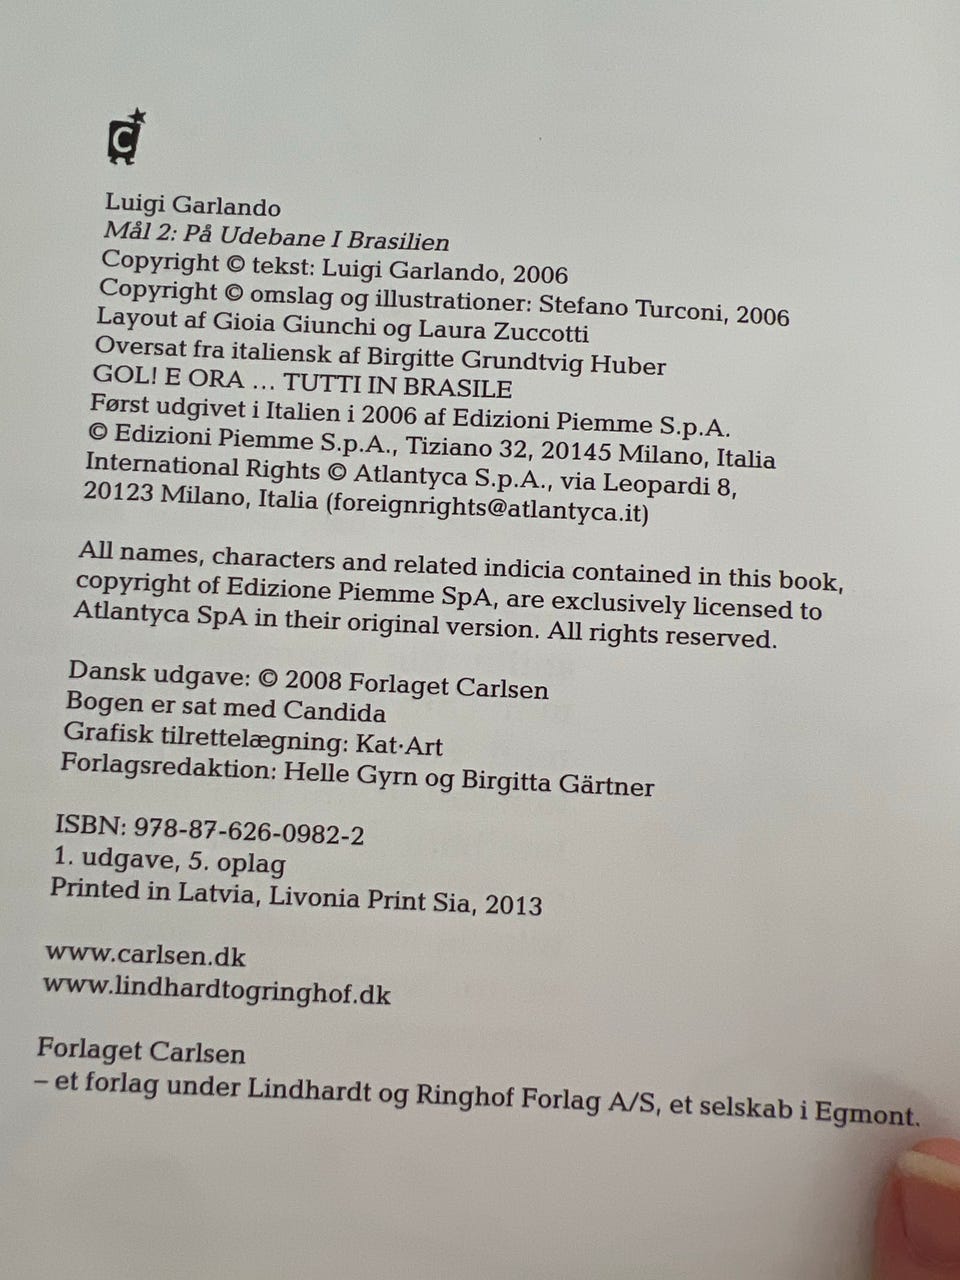 C
Luigi Garlando
Mål 2: På Udebane I Brasilien
Copyright © tekst: Luigi Garlando, 2006
Copyright © omslag og illustrationer: Stefano Turconi, 2006
Layout af Gioia Giunchi og Laura Zuccotti
Oversat fra italiensk af Birgitte Grundtvig Huber
GOL! E ORA ... TUTTI IN BRASILE
Først udgivet i Italien i 2006 af Edizioni Piemme S.p.A.
© Edizioni Piemme S.p.A., Tiziano 32, 20145 Milano, Italia
International Rights © Atlantyca S.p.A., via Leopardi 8,
20123 Milano, Italia (foreignrights@atlantyca.it)
All names, characters and related indicia contained in this book,
copyright of Edizione Piemme SpA, are exclusively licensed to
Atlantyca SpA in their original version. All rights reserved.
Dansk udgave: © 2008 Forlaget Carlsen
Bogen er sat med Candida
Grafisk tilrettelægning: Kat·Art
Forlagsredaktion: Helle Gyrn og Birgitta Gärtner
ISBN: 978-87-626-0982-2
1. udgave, 5. oplag
Printed in Latvia, Livonia Print Sia, 2013
www.carlsen.dk
www.lindhardtogringhof.dk
Forlaget Carlsen
– et forlag under Lindhardt og Ringhof Forlag A/S, et selskab i Egmont.